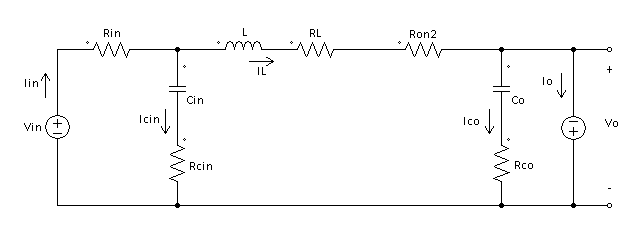 Rin L RL Ron2
IL
Iin Cin Co Io +
Vin Icin Ico Vo
Rcin Rco
-